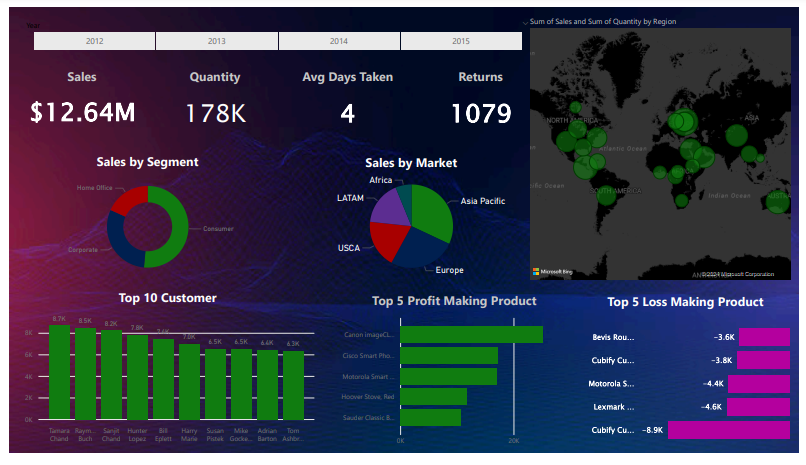 Year
2012 2013 2014 2015
Sales Quantity Avg Days Taken Returns
$12.64M 178K 4 1079
Sales by Segment
Home Office
Consumer
Corporate
Sales by Market
Africa
LATAM
Asia Pacific
USCA
Europe
Sum of Sales and Sum of Quantity by Region
NORTH AMERICA
ASIA
Atlantic Ocean
SOUTH AMERICA
Indian Ocean
Microsoft Bing
©2024 Microsoft Corporation
Top 10 Customer
8K
6K
4K
2K
0K
8.7K 8.5K 8.2K 7.8K 7.4K 7.0K 6.5K 6.5K 6.4K 6.3K
Tamara Raym... Sanjit Hunter Bill Harry Susan Mike Adrian Tom
Chand Buch Chand Lopez Eplett Marie Pistek Gocke... Barton Ashbr...
Top 5 Profit Making Product
Canon imageCL...
Cisco Smart Pho...
Motorola Smart ...
Hoover Stove, Red
Sauder Classic B...
0K 20K
Top 5 Loss Making Product
Bevis Rou... -3.6K
Cubify Cu... -3.8K
Motorola S... -4.4K
Lexmark ... -4.6K
Cubify Cu... -8.9K